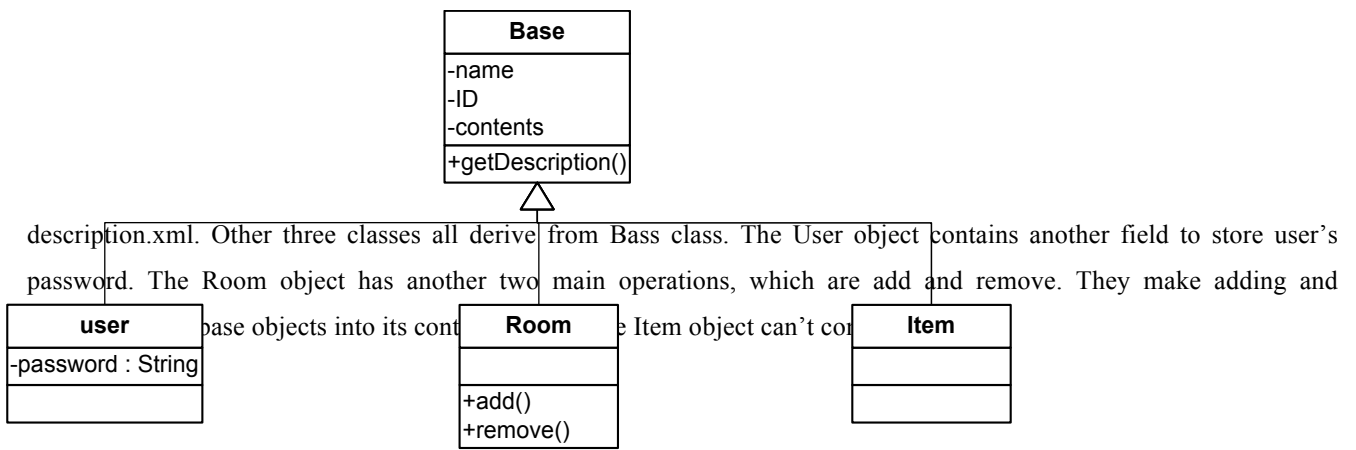 Base
-name
-ID
-contents
+getDescription()
description.xml. Other three classes all derive from Bass class. The User object contains another field to store user's
password. The Room object has another two main operations, which are add and remove. They make adding and
base objects into its Item object can't
user
-password : String
Room
+add()
+remove()
Item